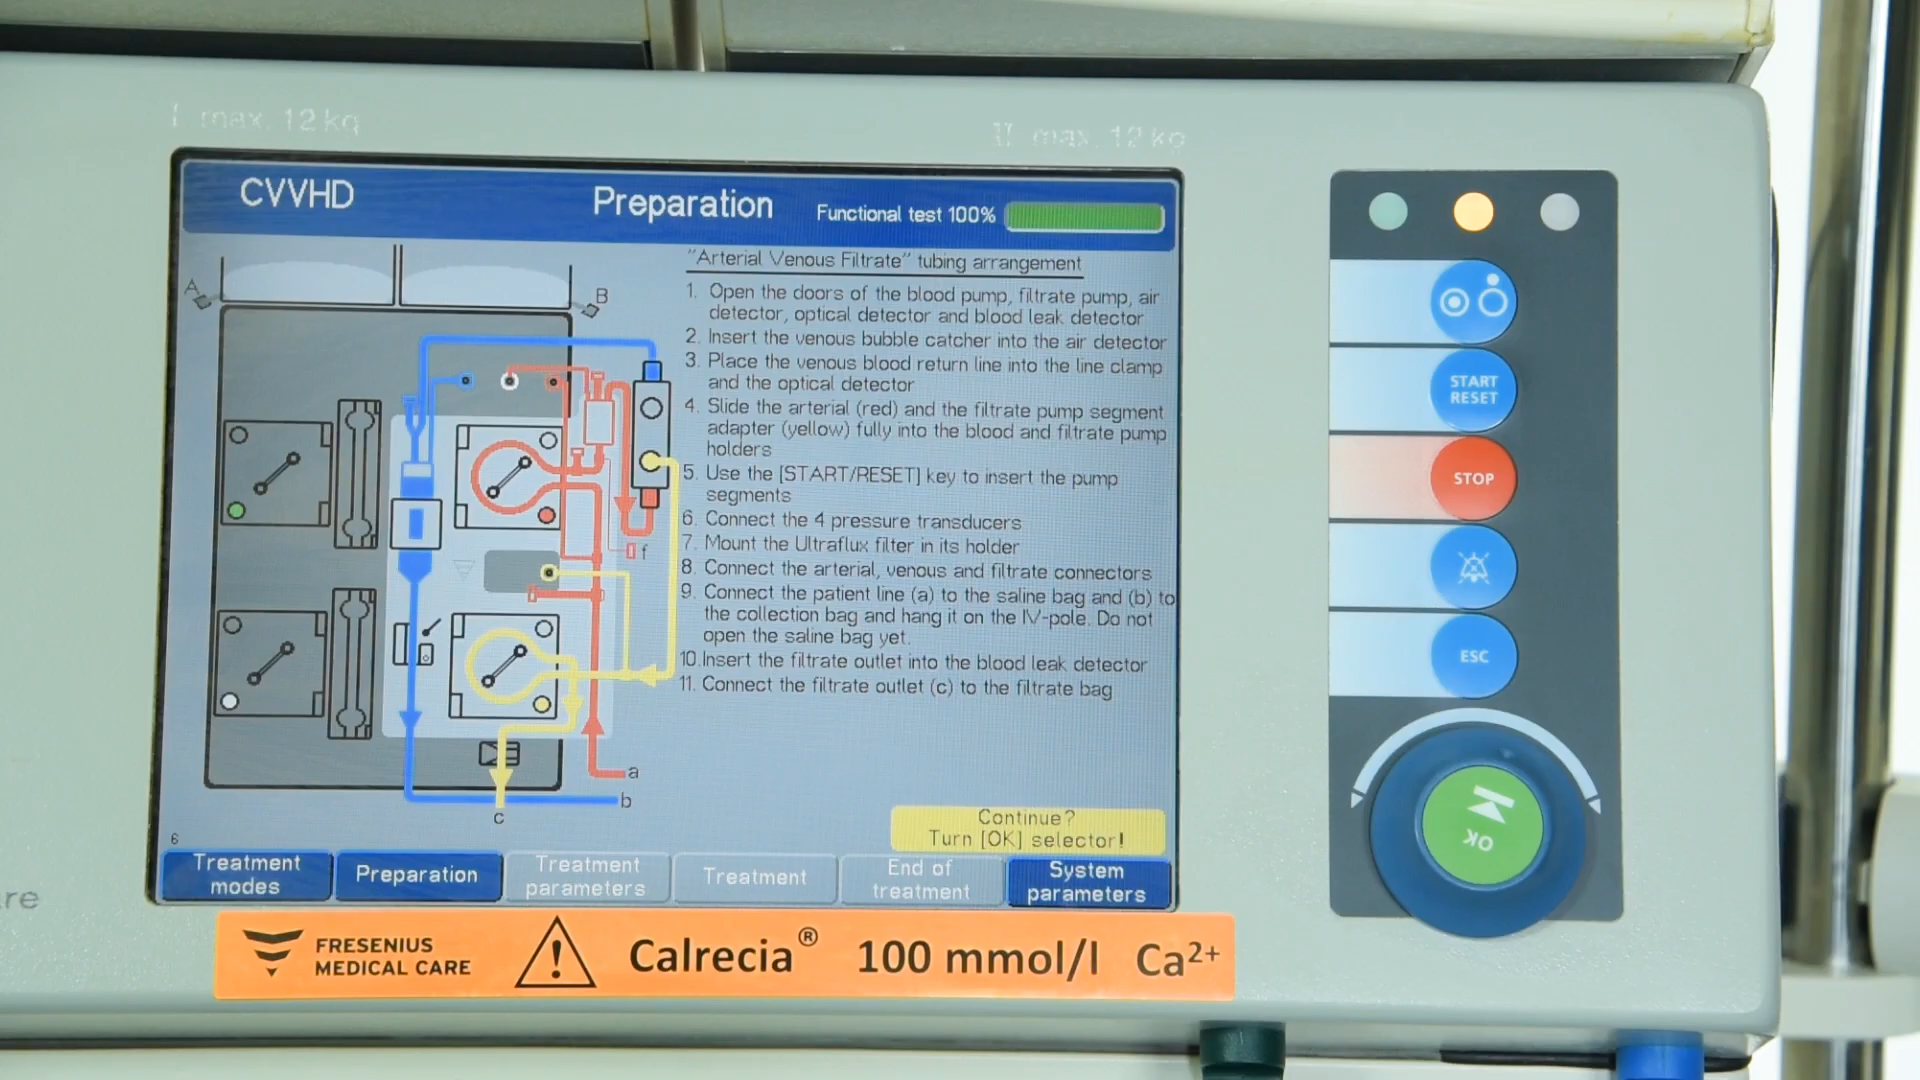 I max. 12 kg
II max. 12 kg
CVVHD
Preparation
Functional test 100%
"Arterial Venous Filtrate" tubing arrangement
1. Open the doors of the blood pump, filtrate pump, air
detector, optical detector and blood leak detector
2. Insert the venous bubble catcher into the air detector
3. Place the venous blood return line into the line clamp
and the optical detector
4. Slide the arterial (red) and the filtrate pump segment
adapter (yellow) fully into the blood and filtrate pump
holders
5. Use the [START/RESET] key to insert the pump
segments
6. Connect the 4 pressure transducers
7. Mount the Ultraflux filter in its holder
8. Connect the arterial, venous and filtrate connectors
9. Connect the patient line (a) to the saline bag and (b) to
the collection bag and hang it on the IV-pole. Do not
open the saline bag yet.
10. Insert the filtrate outlet into the blood leak detector
11. Connect the filtrate outlet (c) to the filtrate bag
A
B
f
a
b
c
6
Continue?
Turn [OK] selector!
Treatment
modes
Preparation
Treatment
parameters
Treatment
End of
treatment
System
parameters
START
RESET
STOP
ESC
OK
re
FRESENIUS
MEDICAL CARE
Calrecia® 100 mmol/l Ca2+